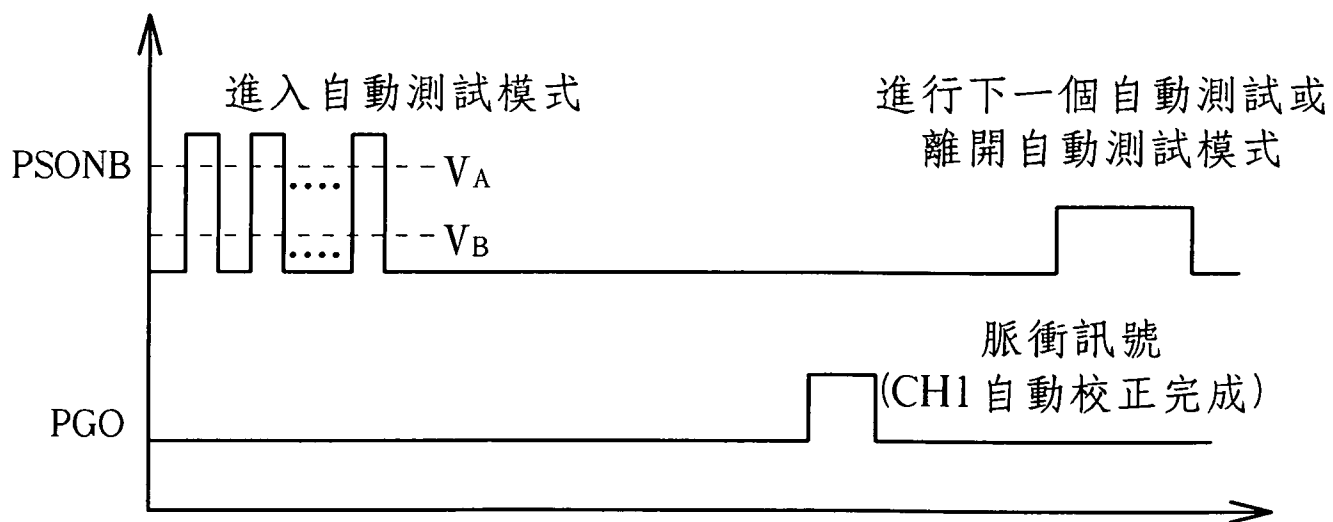 進入自動測試模式
進行下一個自動測試或
離開自動測試模式
PSONB
VA
VB
脈衝訊號
(CH1自動校正完成)
PGO